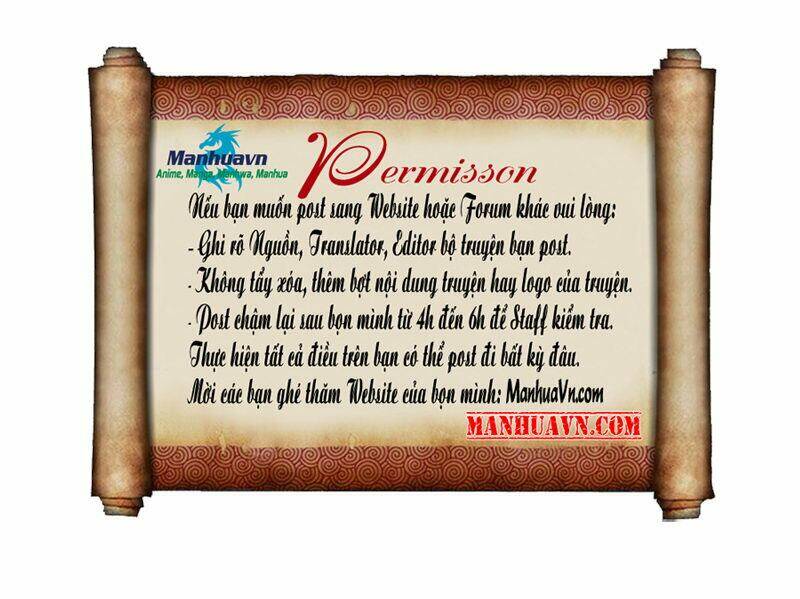 Manhuavn
Anime, Manga, Manhwa, Manhua
Permisson
Nếu bạn muốn post sang Website hoặc Forum khác vui lòng:
- Ghi rõ Nguồn, Translator, Editor bộ truyện bạn post.
- Không tẩy xóa, thêm bợt nội dung truyện hay logo của truyện.
- Post chậm lại sau bọn mình từ 4h đến 6h để Staff kiểm tra.
Thực hiện tất cả điều trên bạn có thể post đi bất kỳ đâu.
Mời các bạn ghé thăm Website của bọn mình: ManhuaVn.com
MANHUAVN.COM